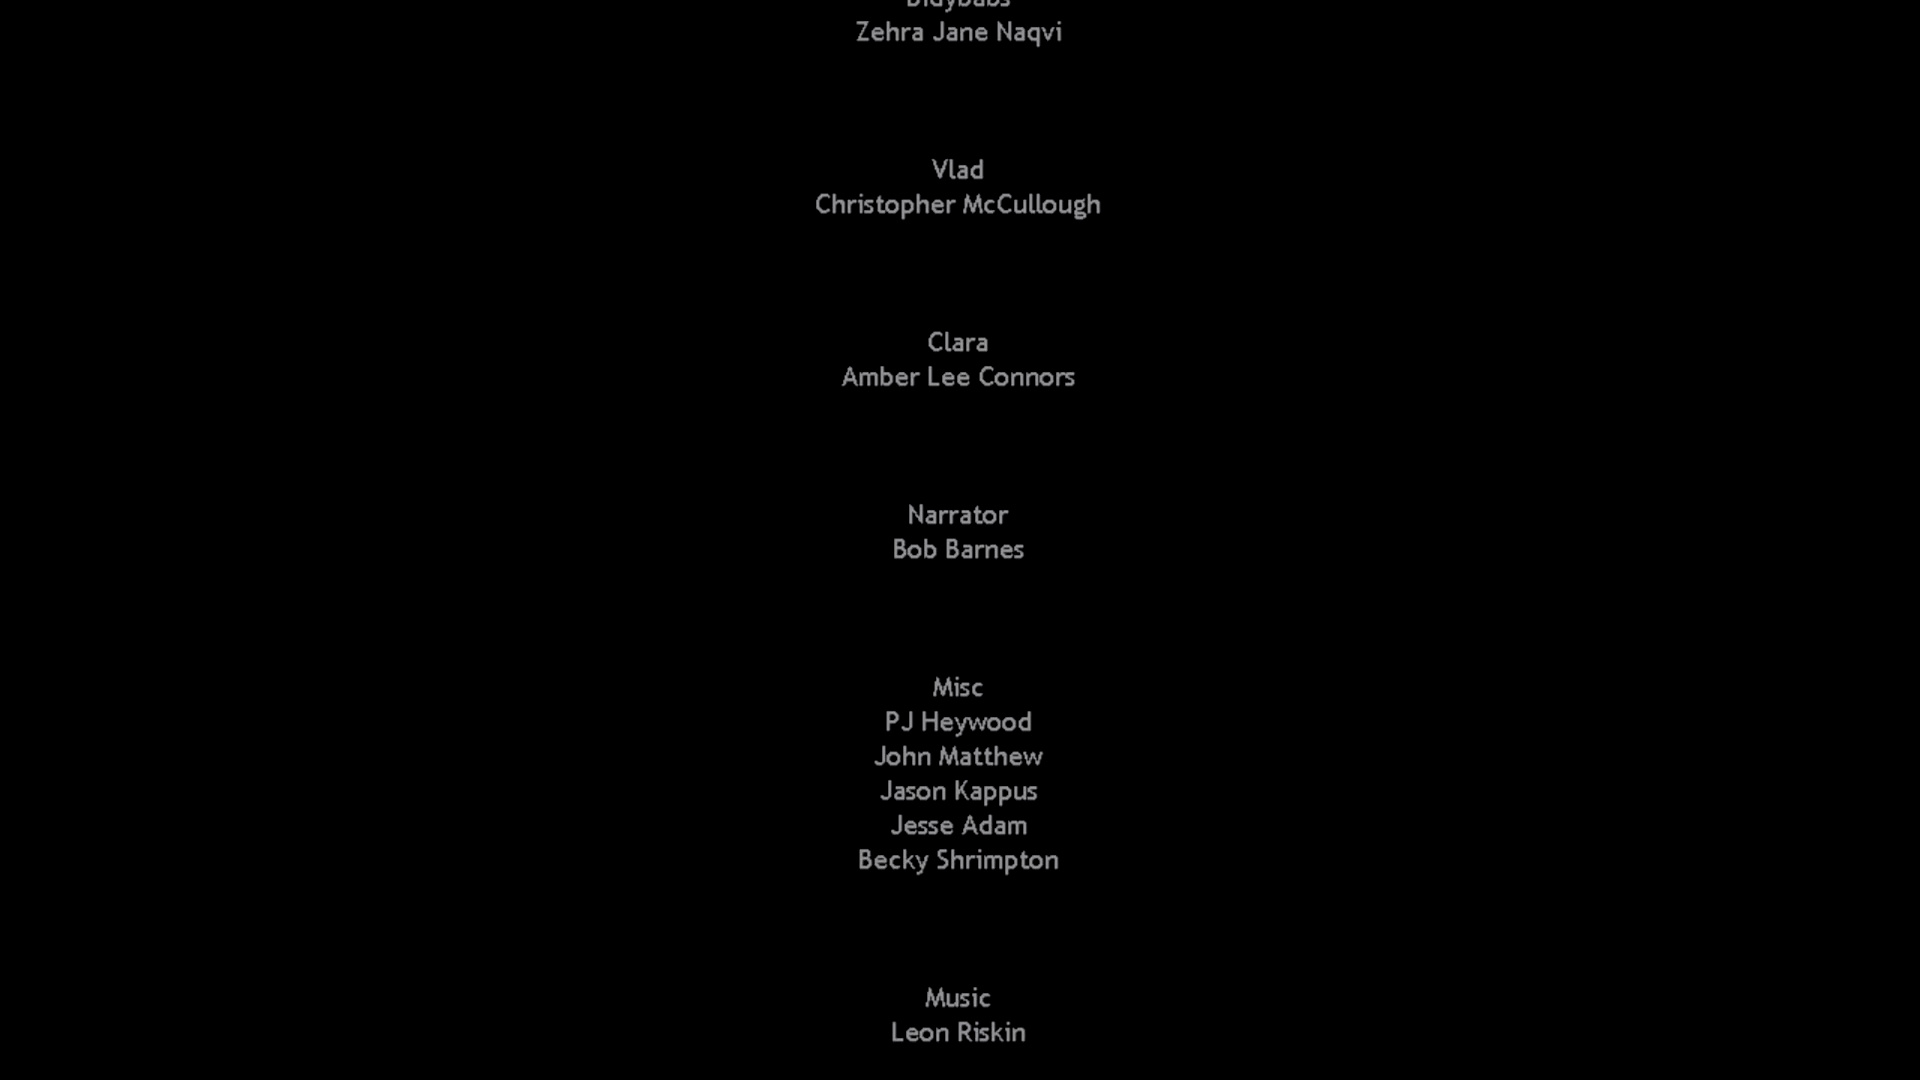 Bidybabs
Zehra Jane Naqvi
Vlad
Christopher McCullough
Clara
Amber Lee Connors
Narrator
Bob Barnes
Misc
PJ Heywood
John Matthew
Jason Kappus
Jesse Adam
Becky Shrimpton
Music
Leon Riskin